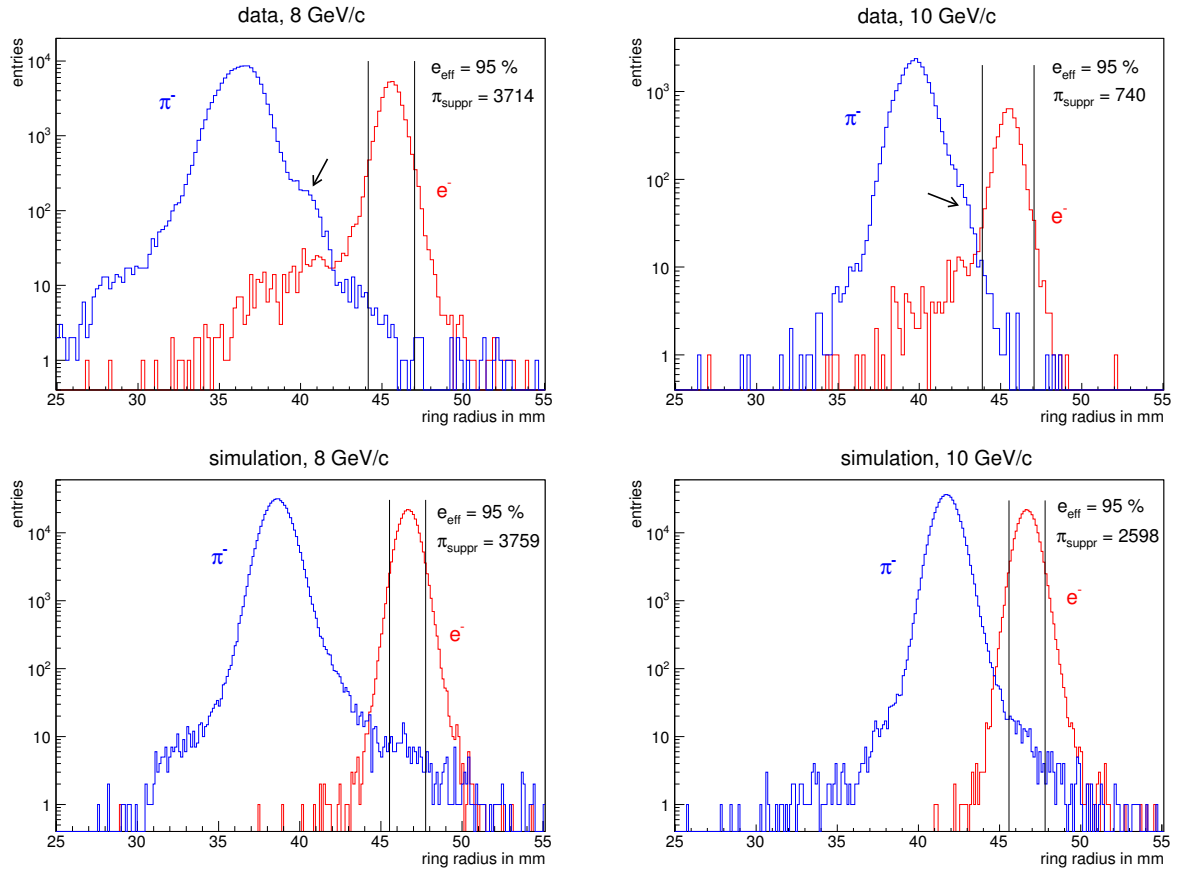 data, 8 GeV/c
entries
10⁴
10³
10²
10
1
π⁻
e⁻
e_eff = 95 %
π_suppr = 3714
25 30 35 40 45 50 55
ring radius in mm
data, 10 GeV/c
entries
10³
10²
10
1
π⁻
e⁻
e_eff = 95 %
π_suppr = 740
25 30 35 40 45 50 55
ring radius in mm
simulation, 8 GeV/c
entries
10⁴
10³
10²
10
1
π⁻
e⁻
e_eff = 95 %
π_suppr = 3759
25 30 35 40 45 50 55
ring radius in mm
simulation, 10 GeV/c
entries
10⁴
10³
10²
10
1
π⁻
e⁻
e_eff = 95 %
π_suppr = 2598
25 30 35 40 45 50 55
ring radius in mm